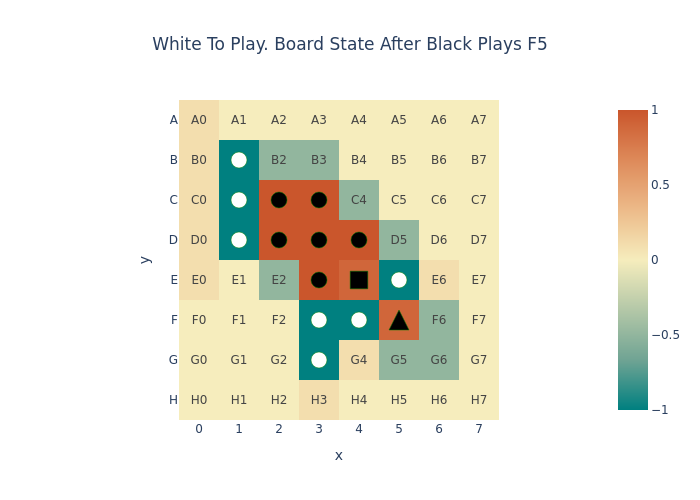 White To Play. Board State After Black Plays F5
A A0 A1 A2 A3 A4 A5 A6 A7
B B0 B2 B3 B4 B5 B6 B7
C C0 C4 C5 C6 C7
D D0 D5 D6 D7
E E0 E1 E2 E6 E7
F F0 F1 F2 F6 F7
G G0 G1 G2 G4 G5 G6 G7
H H0 H1 H2 H3 H4 H5 H6 H7
0 1 2 3 4 5 6 7
x
y
1
0.5
0
−0.5
−1